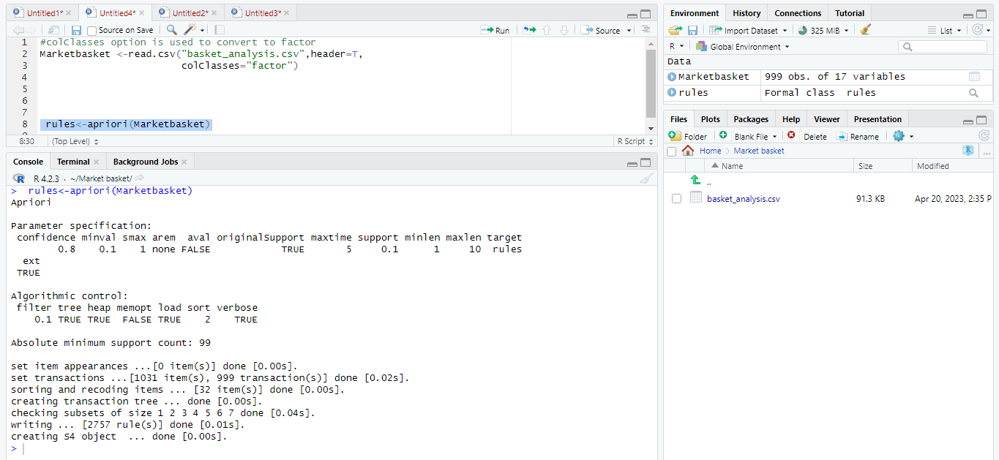 Untitled1* Untitled4* Untitled2* Untitled3*
Source on Save Run Source
1 #colClasses option is used to convert to factor
2 Marketbasket <-read.csv("basket_analysis.csv",header=T,
3 colClasses="factor")
4
5
6
7
8 rules<-apriori(Marketbasket)
8:30 (Top Level) R Script
Console Terminal Background Jobs
R 4.2.3 · ~/Market basket/
> rules<-apriori(Marketbasket)
Apriori
Parameter specification:
confidence minval smax arem aval originalSupport maxtime support minlen maxlen target
0.8 0.1 1 none FALSE TRUE 5 0.1 1 10 rules
ext
TRUE
Algorithmic control:
filter tree heap memopt load sort verbose
0.1 TRUE TRUE FALSE TRUE 2 TRUE
Absolute minimum support count: 99
set item appearances ...[0 item(s)] done [0.00s].
set transactions ...[1031 item(s), 999 transaction(s)] done [0.02s].
sorting and recoding items ... [32 item(s)] done [0.00s].
creating transaction tree ... done [0.00s].
checking subsets of size 1 2 3 4 5 6 7 done [0.04s].
writing ... [2757 rule(s)] done [0.01s].
creating S4 object ... done [0.00s].
>
Environment History Connections Tutorial
Import Dataset 325 MiB List
R Global Environment
Data
Marketbasket 999 obs. of 17 variables
rules Formal class rules
Files Plots Packages Help Viewer Presentation
Folder Blank File Delete Rename
Home Market basket ...
Name Size Modified
..
basket_analysis.csv 91.3 KB Apr 20, 2023, 2:35 P